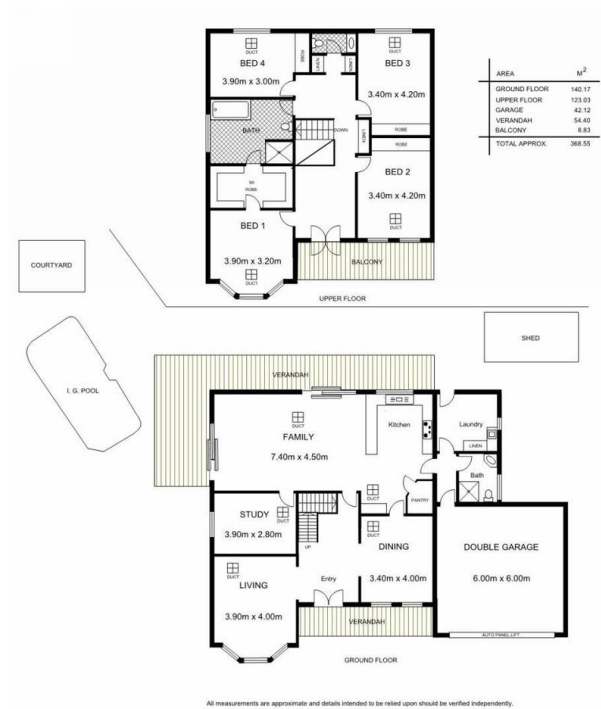 DUCT
BED 4
3.90m x 3.00m
ROBE
LINEN
LINEN
DUCT
BED 3
3.40m x 4.20m
ROBE
BATH
DOWN
LINEN
ROBE
BED 2
3.40m x 4.20m
DUCT
WI
ROBE
BED 1
3.90m x 3.20m
DUCT
BALCONY
UPPER FLOOR
AREA M2
GROUND FLOOR 140.17
UPPER FLOOR 123.03
GARAGE 42.12
VERANDAH 54.40
BALCONY 8.83
TOTAL APPROX. 368.55
COURTYARD
SHED
I. G. POOL
VERANDAH
DUCT
FAMILY
7.40m x 4.50m
Kitchen
Laundry
LINEN
Bath
DUCT
PANTRY
STUDY
DUCT
3.90m x 2.80m
UP
DUCT
DINING
3.40m x 4.00m
DOUBLE GARAGE
6.00m x 6.00m
DUCT
LIVING
3.90m x 4.00m
Entry
VERANDAH
AUTO PANEL LIFT
GROUND FLOOR
All measurements are approximate and details intended to be relied upon should be verified independently.